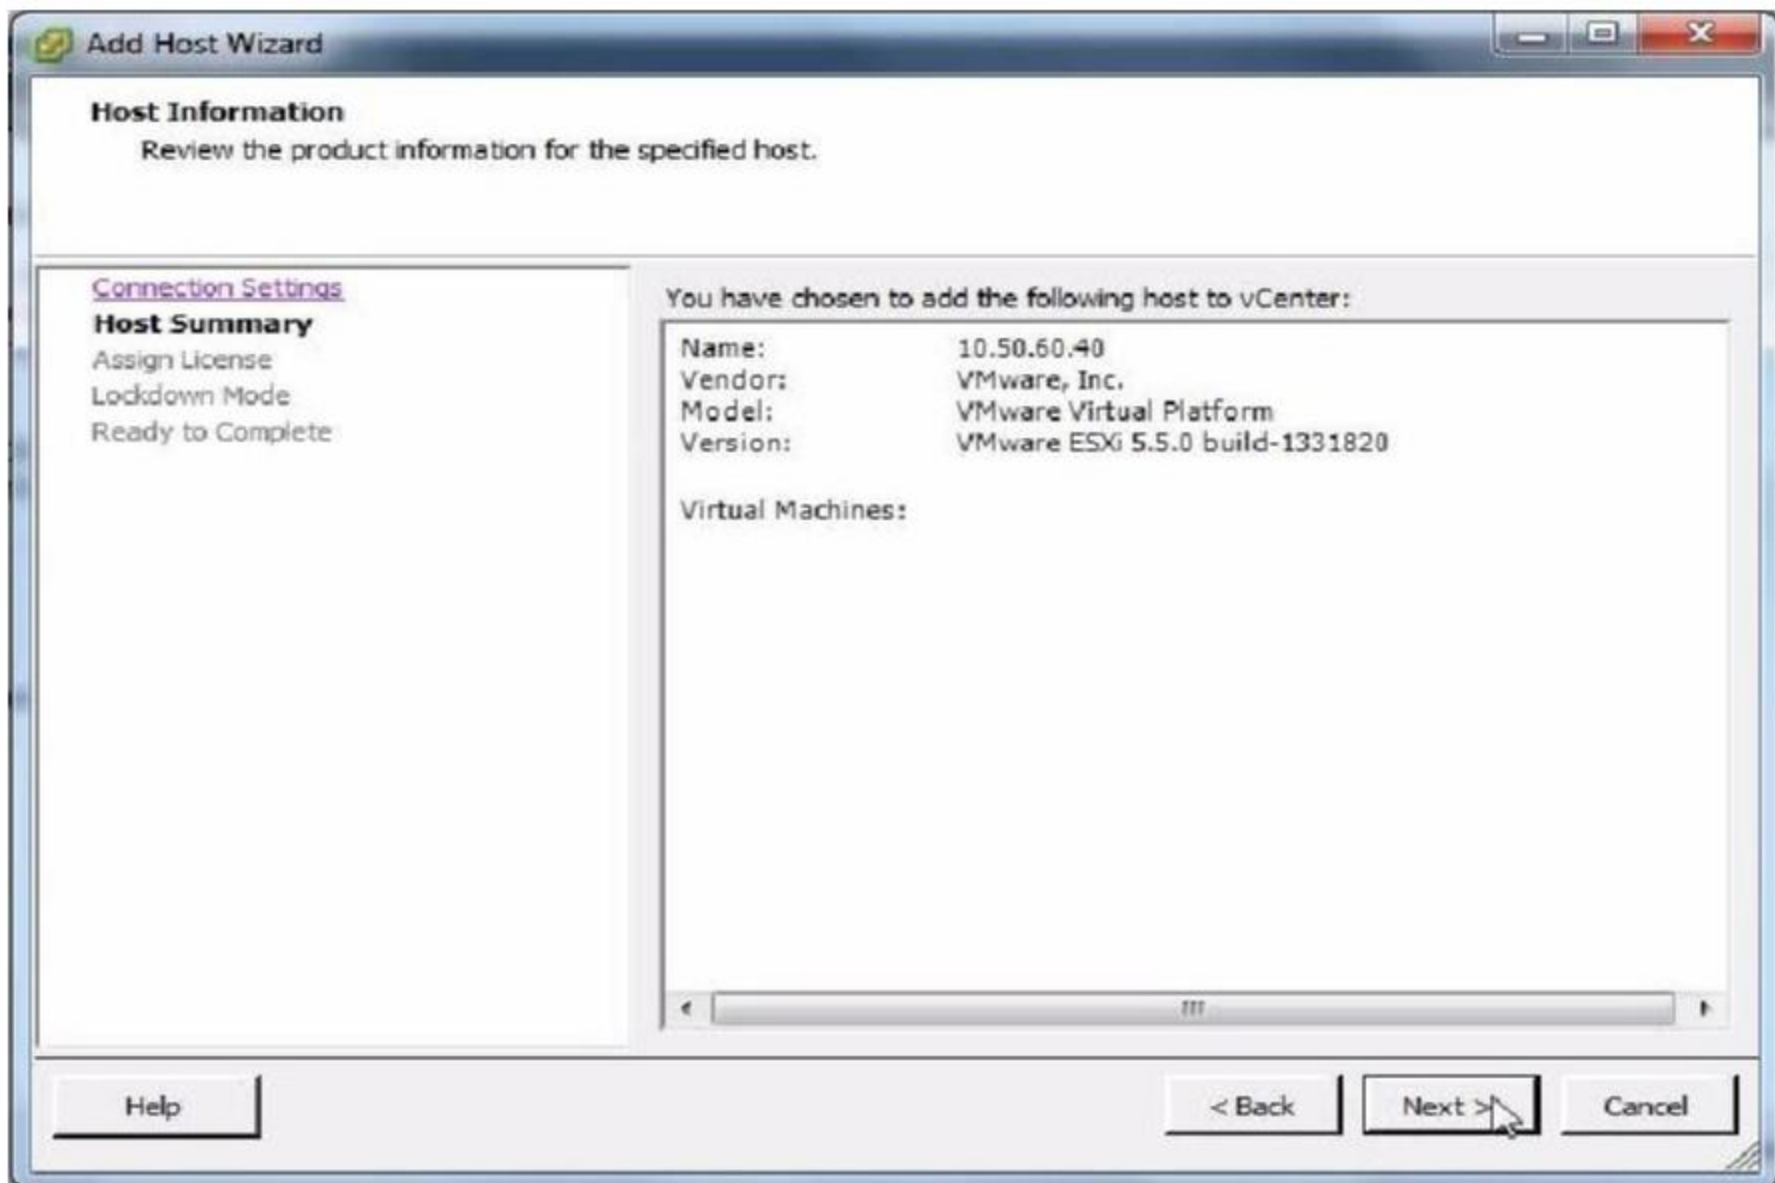 Add Host Wizard
Host Information
Review the product information for the specified host.
Connection Settings
Host Summary
Assign License
Lockdown Mode
Ready to Complete
You have chosen to add the following host to vCenter:
Name: 10.50.60.40
Vendor: VMware, Inc.
Model: VMware Virtual Platform
Version: VMware ESXi 5.5.0 build-1331820
Virtual Machines:
Help
< Back
Next >
Cancel